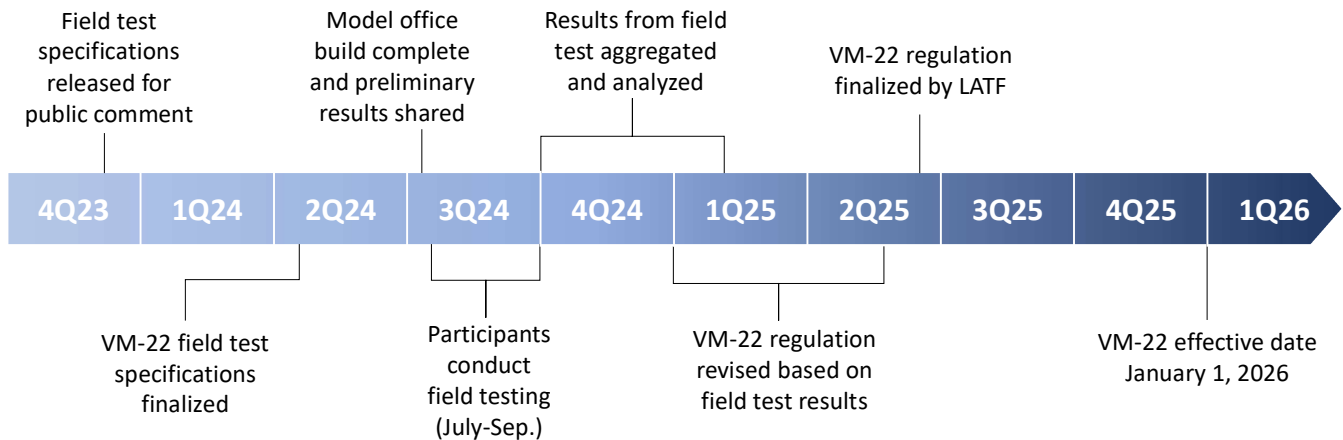 Field test
specifications
released for
public comment
Model office
build complete
and preliminary
results shared
Results from field
test aggregated
and analyzed
VM-22 regulation
finalized by LATF
4Q23
1Q24
2Q24
3Q24
4Q24
1Q25
2Q25
3Q25
4Q25
1Q26
VM-22 field test
specifications
finalized
Participants
conduct
field testing
(July-Sep.)
VM-22 regulation
revised based on
field test results
VM-22 effective date
January 1, 2026